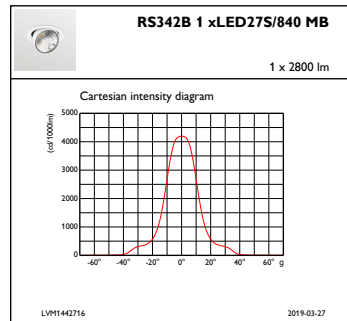 RS342B 1 xLED27S/840 MB
1 x 2800 lm
Cartesian intensity diagram
(cd/1000lm)
5000
4000
3000
2000
1000
0
-60° -40° -20° 0° 20° 40° 60° g
LVM1442716 2019-03-27